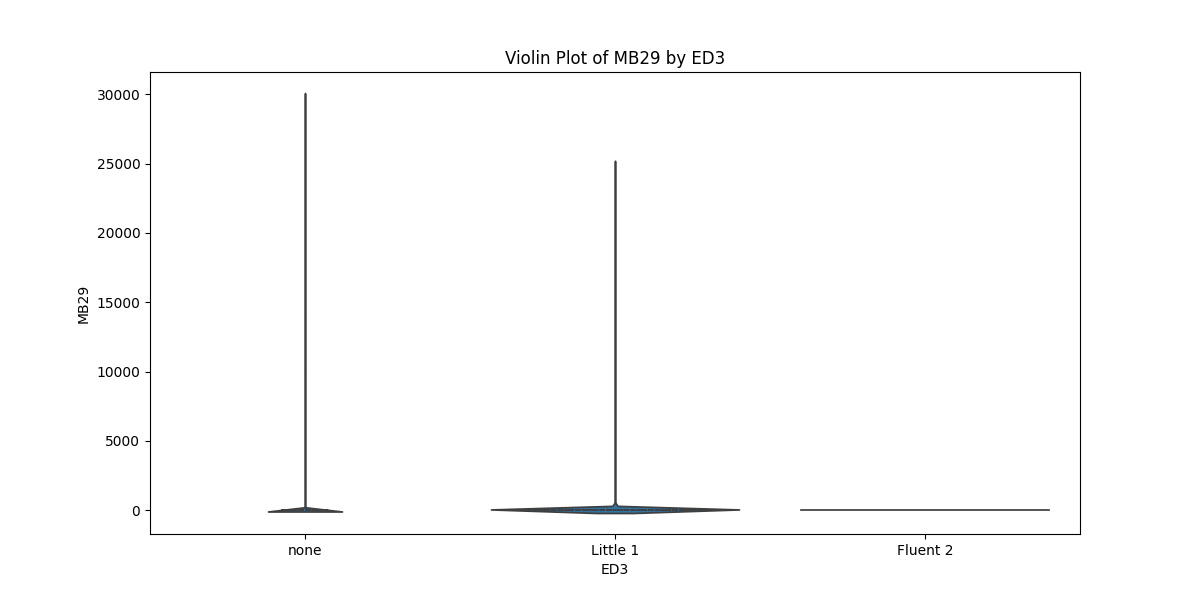 Violin Plot of MB29 by ED3
30000
25000
20000
15000
10000
5000
0
MB29
none
Little 1
Fluent 2
ED3